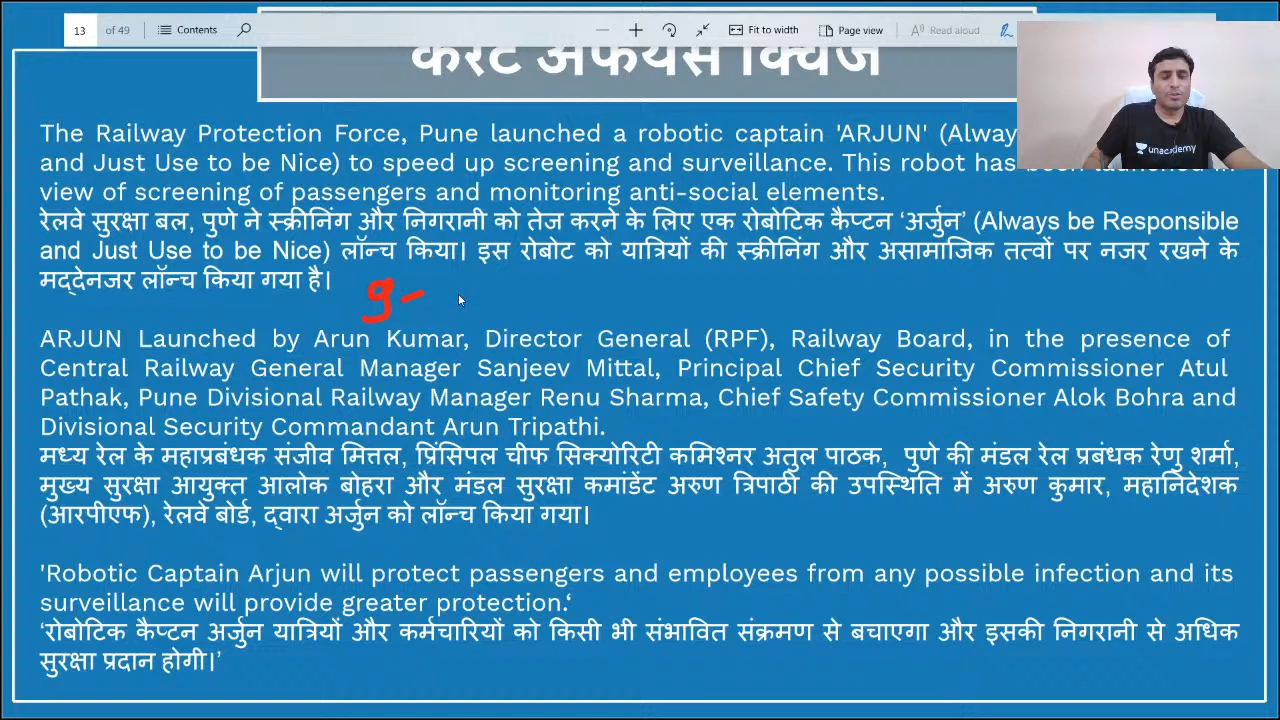 13 of 49 Contents Fit to width Page view Read aloud
करेंट अफेयर्स क्विज
The Railway Protection Force, Pune launched a robotic captain 'ARJUN' (Alway
and Just Use to be Nice) to speed up screening and surveillance. This robot has
view of screening of passengers and monitoring anti-social elements.
unacademy
रेलवे सुरक्षा बल, पुणे ने स्क्रीनिंग और निगरानी को तेज करने के लिए एक रोबोटिक कैप्टन ‘अर्जुन’ (Always be Responsible
and Just Use to be Nice) लॉन्च किया। इस रोबोट को यात्रियों की स्क्रीनिंग और असामाजिक तत्वों पर नजर रखने के
मद्देनजर लॉन्च किया गया है।
ARJUN Launched by Arun Kumar, Director General (RPF), Railway Board, in the presence of
Central Railway General Manager Sanjeev Mittal, Principal Chief Security Commissioner Atul
Pathak, Pune Divisional Railway Manager Renu Sharma, Chief Safety Commissioner Alok Bohra and
Divisional Security Commandant Arun Tripathi.
मध्य रेल के महाप्रबंधक संजीव मित्तल, प्रिंसिपल चीफ सिक्योरिटी कमिश्नर अतुल पाठक, पुणे की मंडल रेल प्रबंधक रेणु शर्मा,
मुख्य सुरक्षा आयुक्त आलोक बोहरा और मंडल सुरक्षा कमांडेंट अरुण त्रिपाठी की उपस्थिति में अरुण कुमार, महानिदेशक
(आरपीएफ), रेलवे बोर्ड, द्वारा अर्जुन को लॉन्च किया गया।
'Robotic Captain Arjun will protect passengers and employees from any possible infection and its
surveillance will provide greater protection.‘
‘रोबोटिक कैप्टन अर्जुन यात्रियों और कर्मचारियों को किसी भी संभावित संक्रमण से बचाएगा और इसकी निगरानी से अधिक
सुरक्षा प्रदान होगी।’